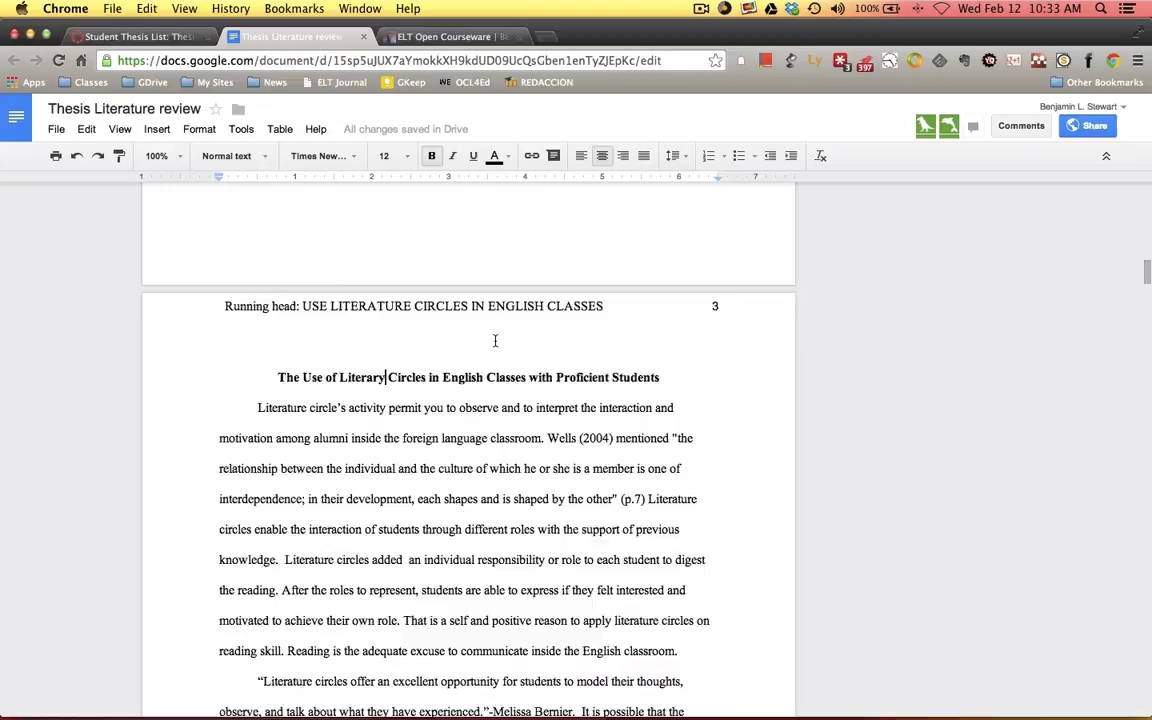 Chrome File Edit View History Bookmarks Window Help 100% Wed Feb 12 10:33 AM
Student Thesis List: Thes Thesis Literature review ELT Open Courseware | Bl
https://docs.google.com/document/d/15sp5uJUX7aYmokkXH9kdUD09UcQsGben1enTyZJEpKc/edit
Apps Classes GDrive News My Sites ELT Journal GKeep WE OCL4Ed REDACCION Other Bookmarks
Thesis Literature review Benjamin L. Stewart
File Edit View Insert Format Tools Table Help All changes saved in Drive Comments Share
100% Normal text Times New... 12 B I U A
1 1 2 3 4 5 6 7
Running head: USE LITERATURE CIRCLES IN ENGLISH CLASSES 3
The Use of Literary Circles in English Classes with Proficient Students
Literature circle's activity permit you to observe and to interpret the interaction and
motivation among alumni inside the foreign language classroom. Wells (2004) mentioned "the
relationship between the individual and the culture of which he or she is a member is one of
interdependence; in their development, each shapes and is shaped by the other" (p.7) Literature
circles enable the interaction of students through different roles with the support of previous
knowledge.  Literature circles added  an individual responsibility or role to each student to digest
the reading. After the roles to represent, students are able to express if they felt interested and
motivated to achieve their own role. That is a self and positive reason to apply literature circles on
reading skill. Reading is the adequate excuse to communicate inside the English classroom.
“Literature circles offer an excellent opportunity for students to model their thoughts,
observe, and talk about what they have experienced.”-Melissa Bernier.  It is possible that the